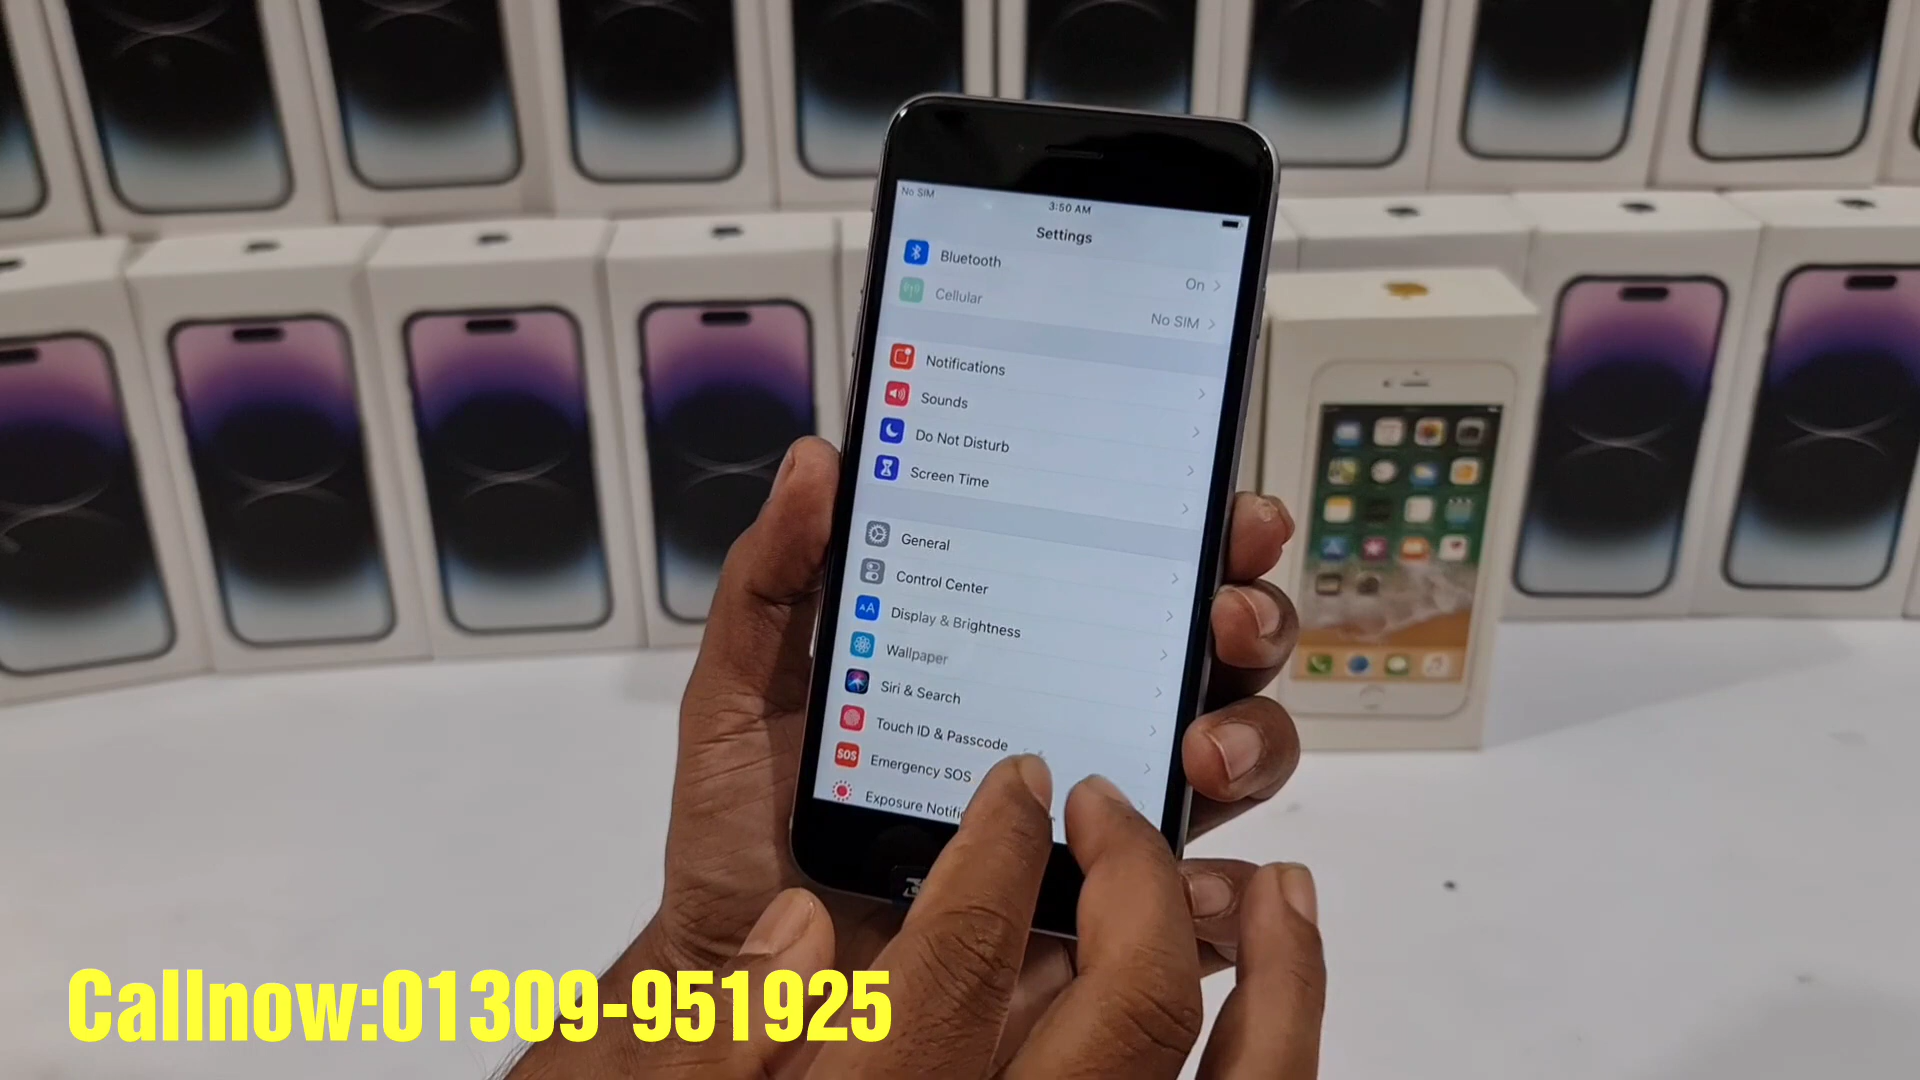 No SIM
3:50 AM
Settings
Bluetooth
On
Cellular
No SIM
Notifications
Sounds
Do Not Disturb
Screen Time
General
Control Center
AA
Display & Brightness
Wallpaper
Siri & Search
Touch ID & Passcode
SOS
Emergency SOS
Exposure Notifi
Callnow:01309-951925